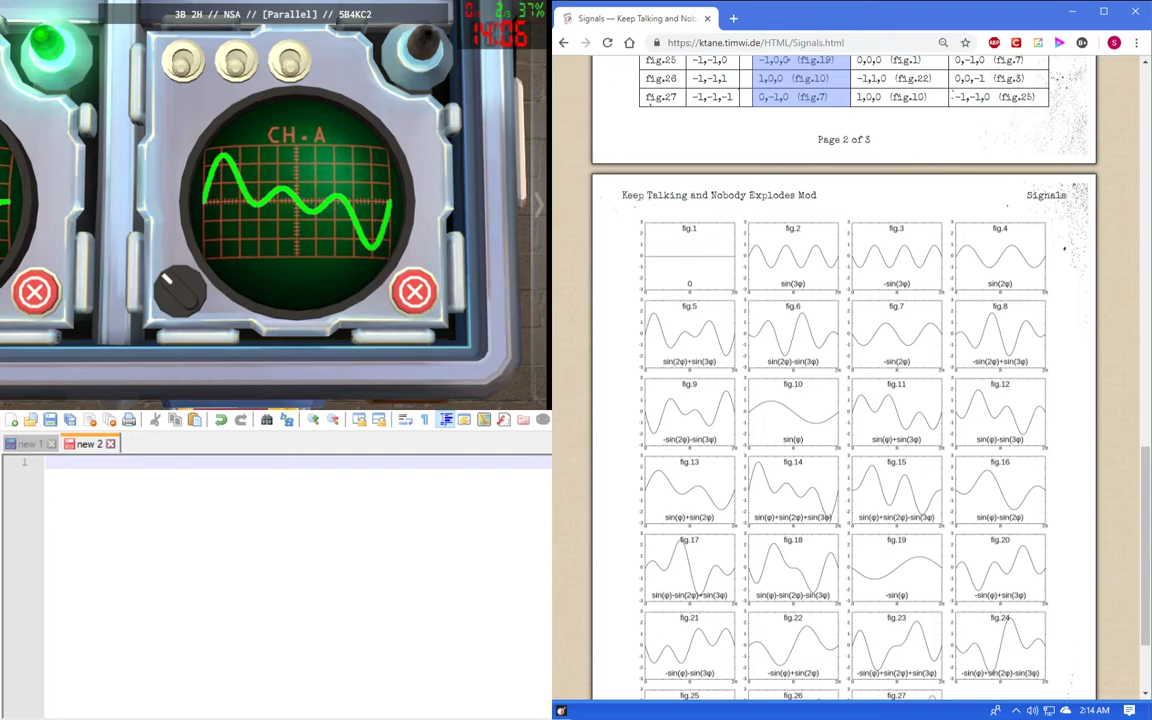 3B 2H // NSA // [Parallel] // 5B4KC2
37%
14:06
CH.A
new 1
new 2
1
Signals — Keep Talking and Nob
https://ktane.timwi.de/HTML/Signals.html
fig.25 -1,-1,0 -1,0,0 (fig.19) 0,0,0 (fig.1) 0,-1,0 (fig.7)
fig.26 -1,-1,1 1,0,0 (fig.10) -1,1,0 (fig.22) 0,0,-1 (fig.3)
fig.27 -1,-1,-1 0,-1,0 (fig.7) 1,0,0 (fig.10) -1,-1,0 (fig.25)
Page 2 of 3
Keep Talking and Nobody Explodes Mod
Signals
fig.1 fig.2 fig.3 fig.4
0 sin(3φ) -sin(3φ) sin(2φ)
fig.5 fig.6 fig.7 fig.8
sin(2φ)+sin(3φ) sin(2φ)-sin(3φ) -sin(2φ) -sin(2φ)+sin(3φ)
fig.9 fig.10 fig.11 fig.12
-sin(2φ)-sin(3φ) sin(φ) sin(φ)+sin(3φ) sin(φ)-sin(3φ)
fig.13 fig.14 fig.15 fig.16
sin(φ)+sin(2φ) sin(φ)+sin(2φ)+sin(3φ) sin(φ)+sin(2φ)-sin(3φ) sin(φ)-sin(2φ)
fig.17 fig.18 fig.19 fig.20
sin(φ)-sin(2φ)+sin(3φ) sin(φ)-sin(2φ)-sin(3φ) -sin(φ) -sin(φ)+sin(3φ)
fig.21 fig.22 fig.23 fig.24
-sin(φ)-sin(3φ) -sin(φ)+sin(2φ) -sin(φ)+sin(2φ)+sin(3φ) -sin(φ)+sin(2φ)-sin(3φ)
fig.25 fig.26 fig.27
2:14 AM